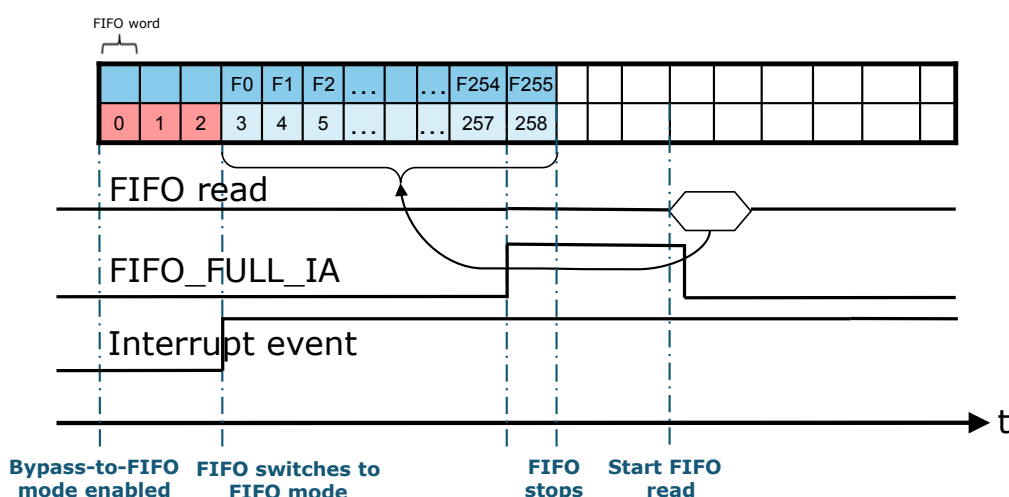 FIFO word
F0 F1 F2 ... ... F254 F255
0 1 2 3 4 5 ... ... 257 258
FIFO read
FIFO_FULL_IA
Interrupt event
t
Bypass-to-FIFO
mode enabled
FIFO switches to
FIFO mode
FIFO
stops
Start FIFO
read